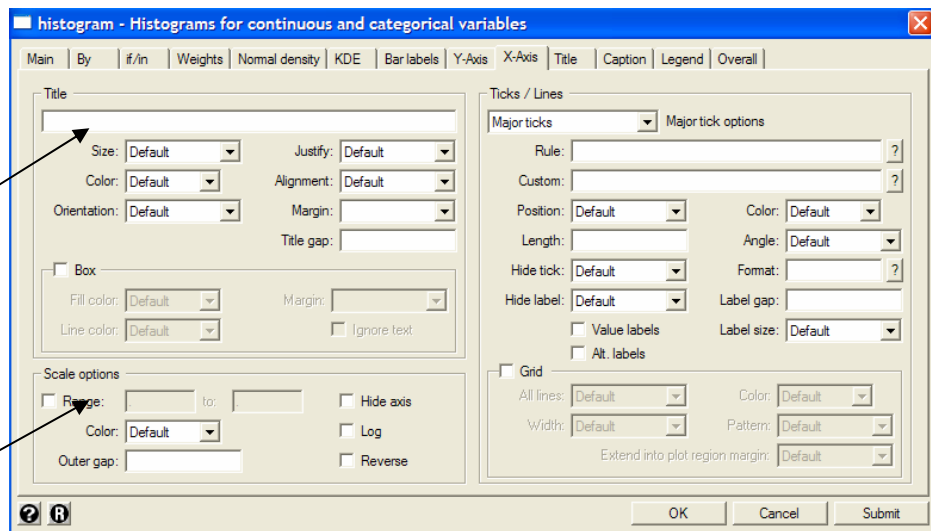 histogram - Histograms for continuous and categorical variables
Main By if/in Weights Normal density KDE Bar labels Y-Axis X-Axis Title Caption Legend Overall
Title
Size: Default Justify: Default
Color: Default Alignment: Default
Orientation: Default Margin:
Title gap:
Box
Fill color: Default Margin:
Line color: Default Ignore text
Scale options
Range: . to: . Hide axis
Color: Default Log
Outer gap: Reverse
Ticks / Lines
Major ticks Major tick options
Rule: ?
Custom: ?
Position: Default Color: Default
Length: Angle: Default
Hide tick: Default Format: ?
Hide label: Default Label gap:
Value labels Label size: Default
Alt. labels
Grid
All lines: Default Color: Default
Width: Default Pattern: Default
Extend into plot region margin: Default
? R OK Cancel Submit